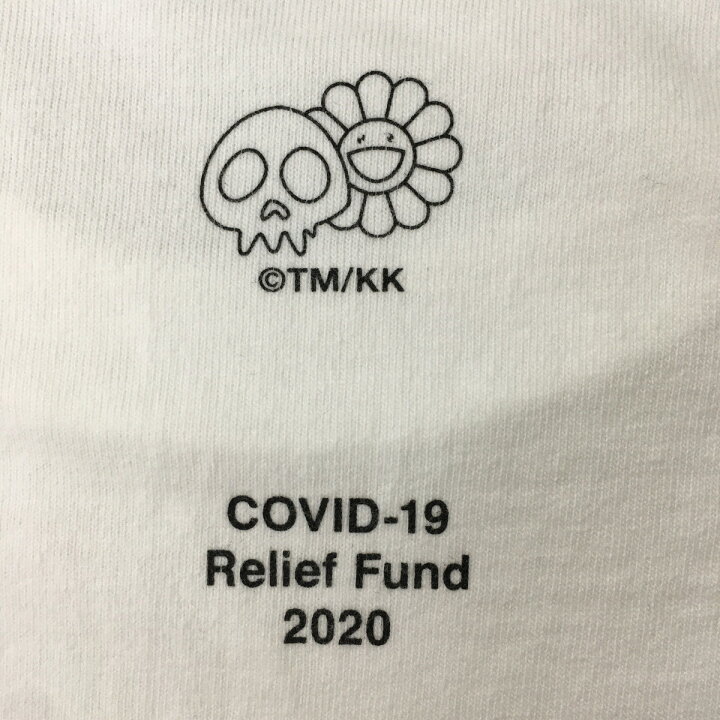 ©TM/KK
COVID-19
Relief Fund
2020